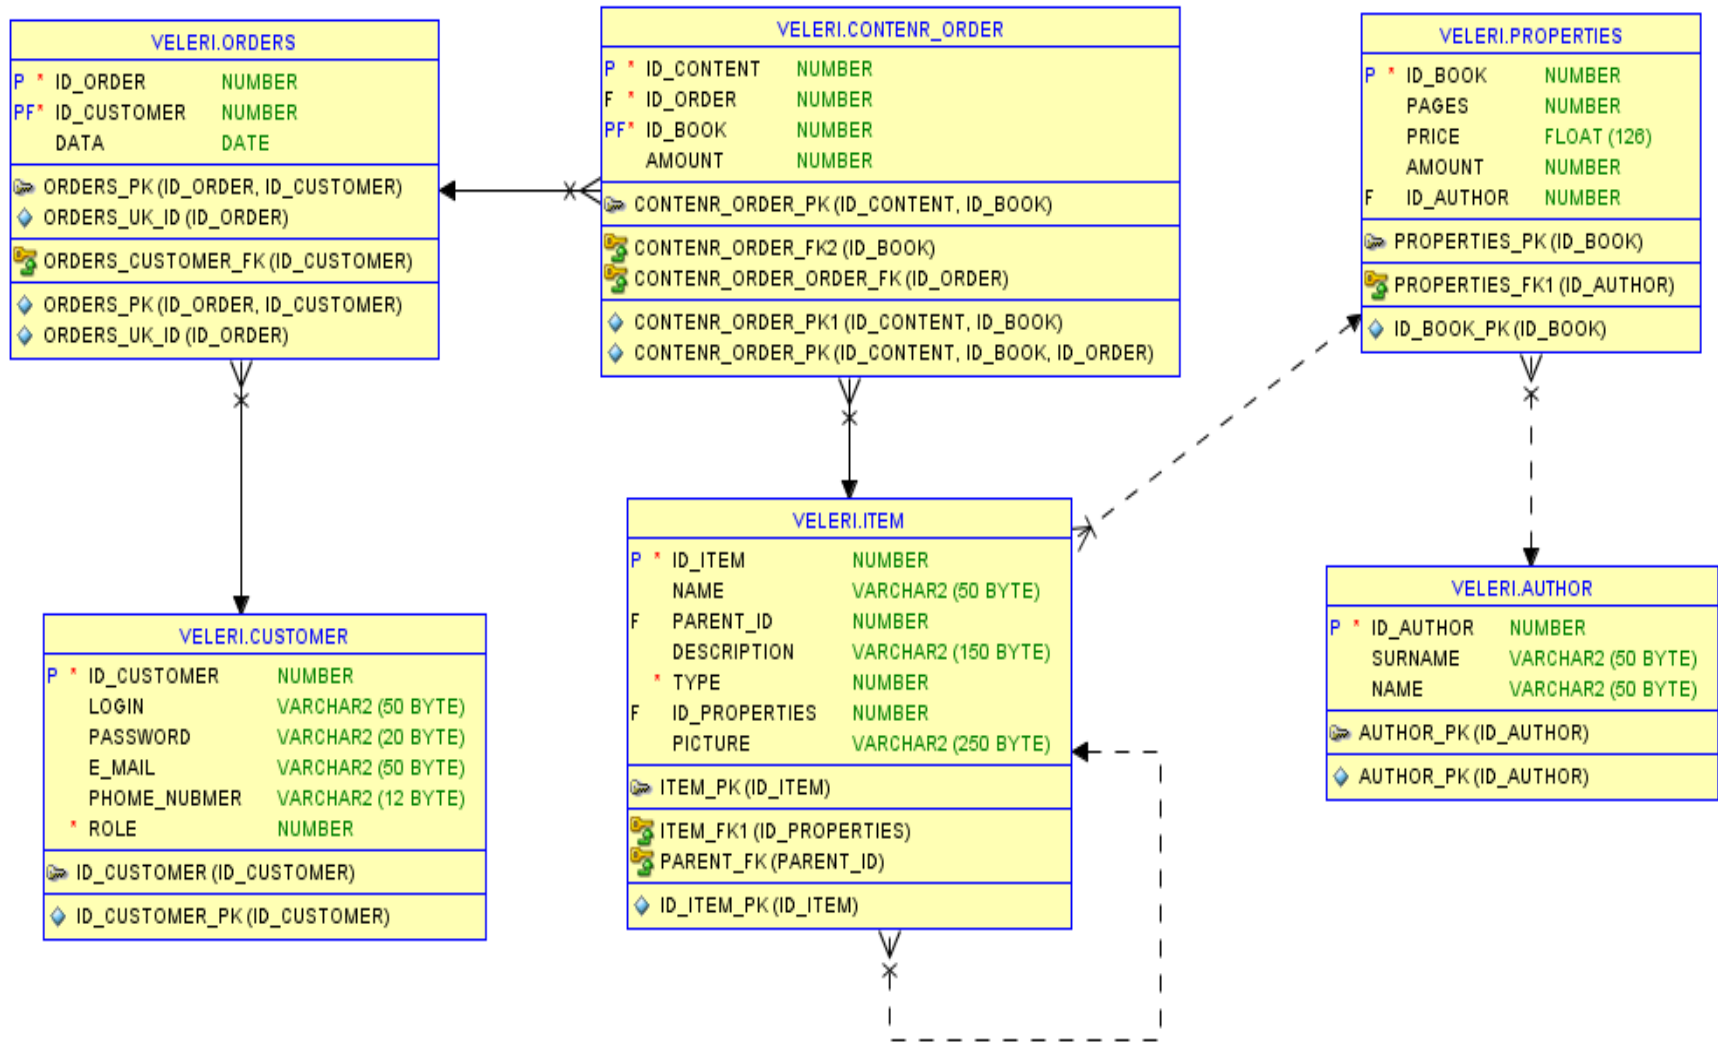 VELERI.ORDERS
P * ID_ORDER NUMBER
PF* ID_CUSTOMER NUMBER
DATA DATE
ORDERS_PK (ID_ORDER, ID_CUSTOMER)
ORDERS_UK_ID (ID_ORDER)
ORDERS_CUSTOMER_FK (ID_CUSTOMER)
ORDERS_PK (ID_ORDER, ID_CUSTOMER)
ORDERS_UK_ID (ID_ORDER)
VELERI.CONTENR_ORDER
P * ID_CONTENT NUMBER
F * ID_ORDER NUMBER
PF* ID_BOOK NUMBER
AMOUNT NUMBER
CONTENR_ORDER_PK (ID_CONTENT, ID_BOOK)
CONTENR_ORDER_FK2 (ID_BOOK)
CONTENR_ORDER_ORDER_FK (ID_ORDER)
CONTENR_ORDER_PK1 (ID_CONTENT, ID_BOOK)
CONTENR_ORDER_PK (ID_CONTENT, ID_BOOK, ID_ORDER)
VELERI.PROPERTIES
P * ID_BOOK NUMBER
PAGES NUMBER
PRICE FLOAT (126)
AMOUNT NUMBER
F ID_AUTHOR NUMBER
PROPERTIES_PK (ID_BOOK)
PROPERTIES_FK1 (ID_AUTHOR)
ID_BOOK_PK (ID_BOOK)
VELERI.CUSTOMER
P * ID_CUSTOMER NUMBER
LOGIN VARCHAR2 (50 BYTE)
PASSWORD VARCHAR2 (20 BYTE)
E_MAIL VARCHAR2 (50 BYTE)
PHOME_NUBMER VARCHAR2 (12 BYTE)
* ROLE NUMBER
ID_CUSTOMER (ID_CUSTOMER)
ID_CUSTOMER_PK (ID_CUSTOMER)
VELERI.ITEM
P * ID_ITEM NUMBER
NAME VARCHAR2 (50 BYTE)
F PARENT_ID NUMBER
DESCRIPTION VARCHAR2 (150 BYTE)
* TYPE NUMBER
F ID_PROPERTIES NUMBER
PICTURE VARCHAR2 (250 BYTE)
ITEM_PK (ID_ITEM)
ITEM_FK1 (ID_PROPERTIES)
PARENT_FK (PARENT_ID)
ID_ITEM_PK (ID_ITEM)
VELERI.AUTHOR
P * ID_AUTHOR NUMBER
SURNAME VARCHAR2 (50 BYTE)
NAME VARCHAR2 (50 BYTE)
AUTHOR_PK (ID_AUTHOR)
AUTHOR_PK (ID_AUTHOR)